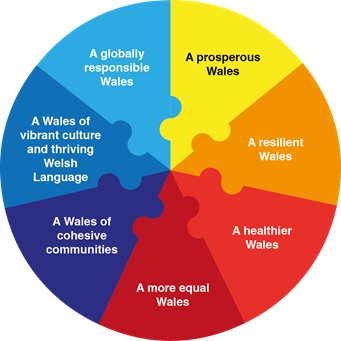 A prosperous
Wales
A resilient
Wales
A healthier
Wales
A more equal
Wales
A Wales of
cohesive
communities
A Wales of
vibrant culture
and thriving
Welsh
Language
A globally
responsible
Wales